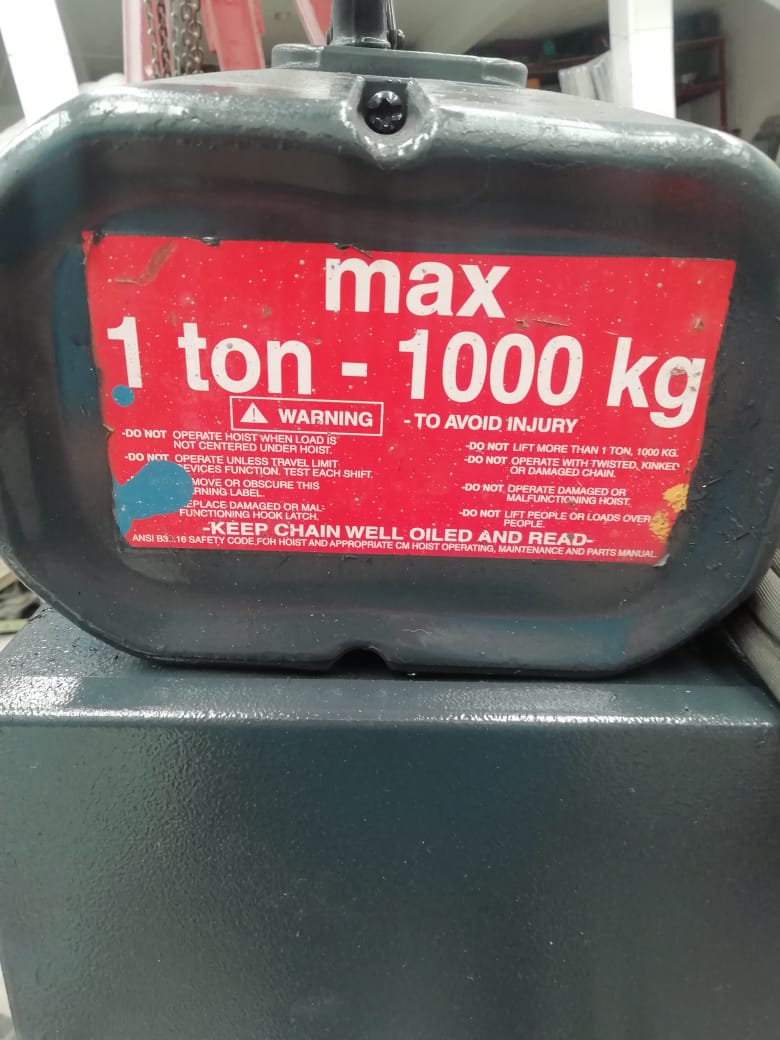 max
1 ton - 1000 kg
WARNING - TO AVOID INJURY
-DO NOT OPERATE HOIST WHEN LOAD IS
NOT CENTERED UNDER HOIST.
-DO NOT OPERATE UNLESS TRAVEL LIMIT
EVICES FUNCTION. TEST EACH SHIFT.
MOVE OR OBSCURE THIS
RNING LABEL.
EPLACE DAMAGED OR MAL-
FUNCTIONING HOOK LATCH.
-DO NOT LIFT MORE THAN 1 TON, 1000 KG.
-DO NOT OPERATE WITH TWISTED, KINKED
OR DAMAGED CHAIN.
-DO NOT OPERATE DAMAGED OR
MALFUNCTIONING HOIST.
-DO NOT LIFT PEOPLE OR LOADS OVER
PEOPLE.
-KEEP CHAIN WELL OILED AND READ-
ANSI SAFETY CODE FOR HOIST AND APPROPRIATE CM HOIST OPERATING, MAINTENANCE AND PARTS MANUAL